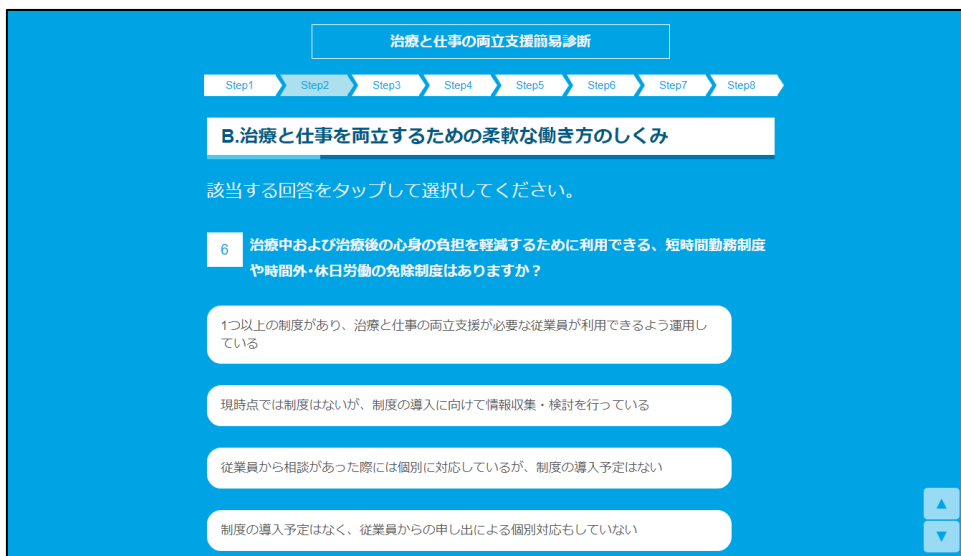 治療と仕事の両立支援簡易診断
Step1 Step2 Step3 Step4 Step5 Step6 Step7 Step8
B.治療と仕事を両立するための柔軟な働き方のしくみ
該当する回答をタップして選択してください。
6 治療中および治療後の心身の負担を軽減するために利用できる、短時間勤務制度
や時間外・休日労働の免除制度はありますか？
1つ以上の制度があり、治療と仕事の両立支援が必要な従業員が利用できるよう運用し
ている
現時点では制度はないが、制度の導入に向けて情報収集・検討を行っている
従業員から相談があった際には個別に対応しているが、制度の導入予定はない
制度の導入予定はなく、従業員からの申し出による個別対応もしていない
▲
▼